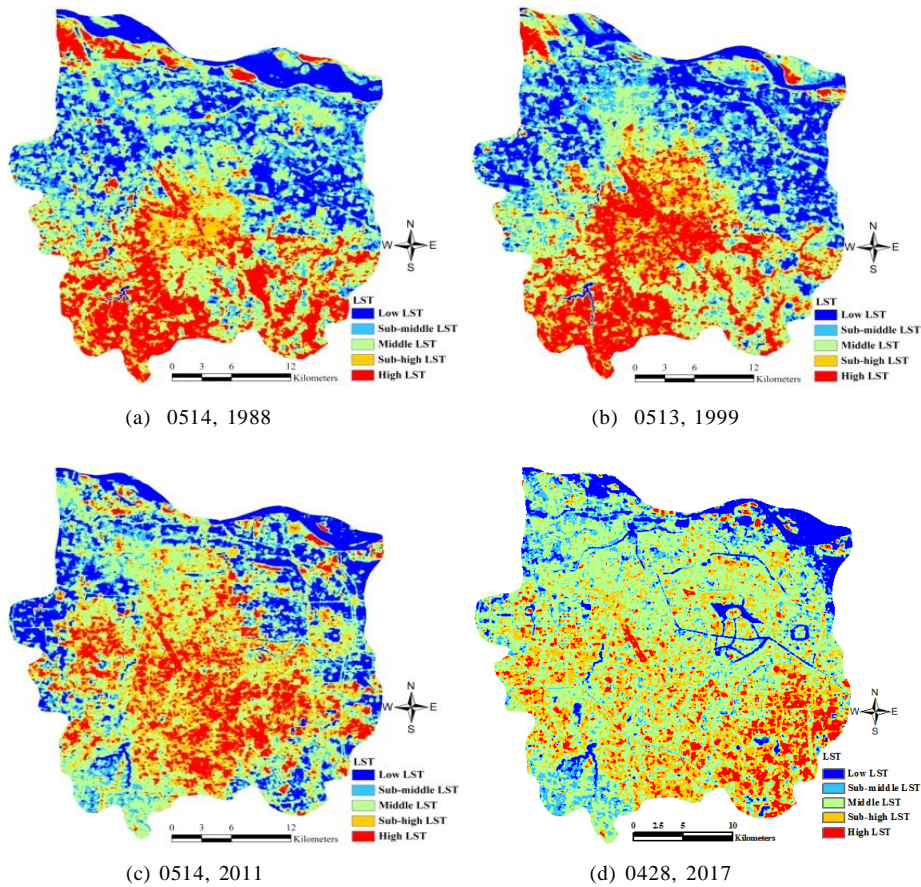 N
W E
S
LST
Low LST
Sub-middle LST
Middle LST
Sub-high LST
High LST
0 3 6 12
Kilometers
(a) 0514, 1988
N
W E
S
LST
Low LST
Sub-middle LST
Middle LST
Sub-high LST
High LST
0 3 6 12
Kilometers
(b) 0513, 1999
N
W E
S
LST
Low LST
Sub-middle LST
Middle LST
Sub-high LST
High LST
0 3 6 12
Kilometers
(c) 0514, 2011
N
W E
S
LST
Low LST
Sub-middle LST
Middle LST
Sub-high LST
High LST
0 2.5 5 10
Kilometers
(d) 0428, 2017